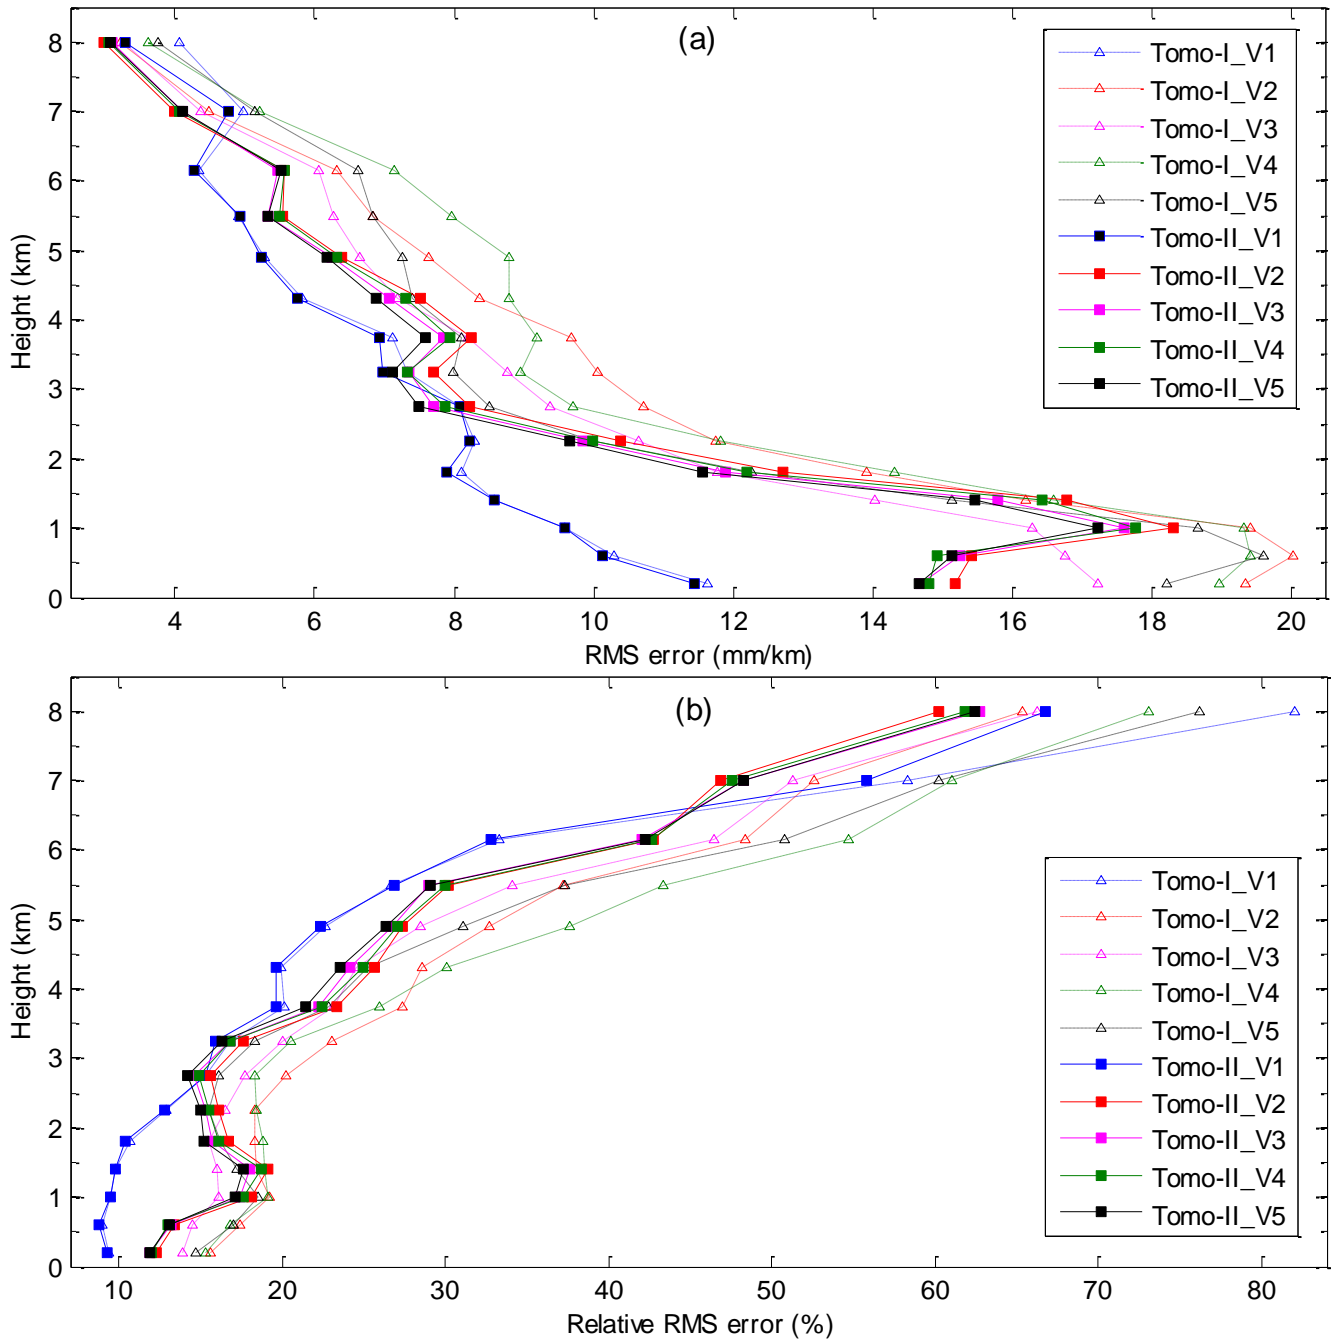 (a)
8
7
6
5
4
3
2
1
0
Height (km)
4 6 8 10 12 14 16 18 20
RMS error (mm/km)
Tomo-I_V1
Tomo-I_V2
Tomo-I_V3
Tomo-I_V4
Tomo-I_V5
Tomo-II_V1
Tomo-II_V2
Tomo-II_V3
Tomo-II_V4
Tomo-II_V5
(b)
8
7
6
5
4
3
2
1
0
Height (km)
10 20 30 40 50 60 70 80
Relative RMS error (%)
Tomo-I_V1
Tomo-I_V2
Tomo-I_V3
Tomo-I_V4
Tomo-I_V5
Tomo-II_V1
Tomo-II_V2
Tomo-II_V3
Tomo-II_V4
Tomo-II_V5